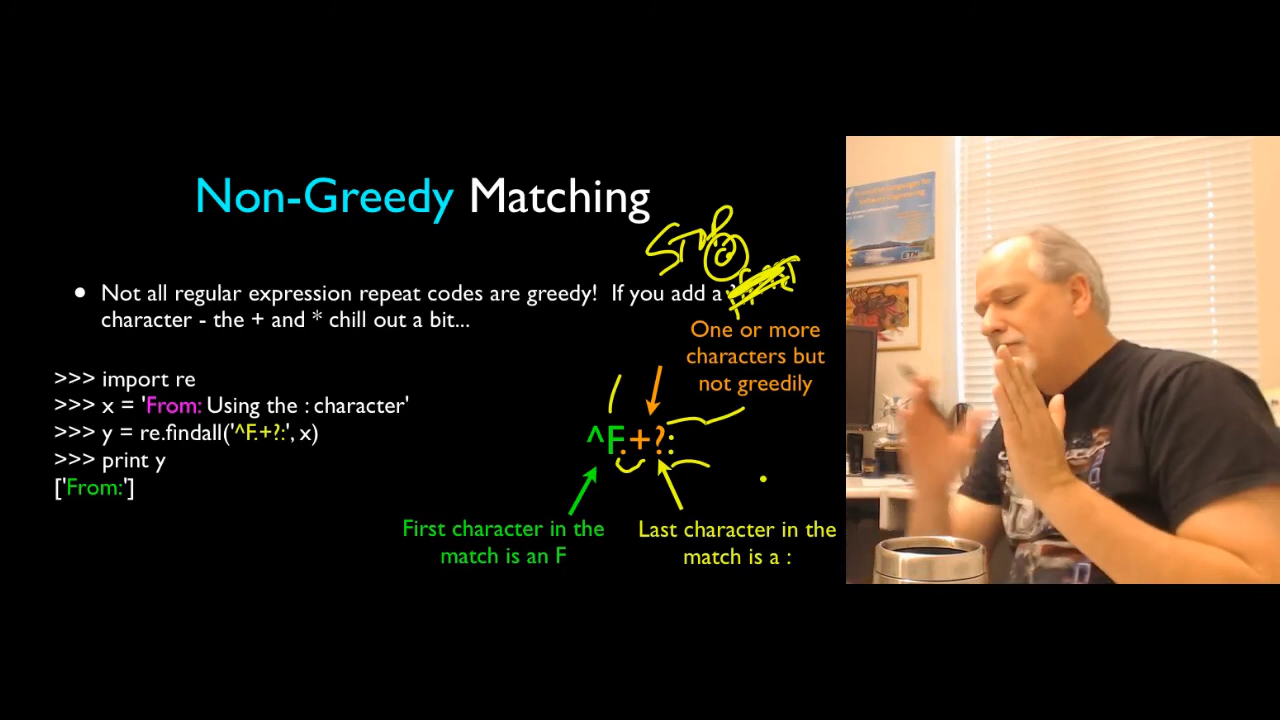 Non-Greedy Matching
STOP
• Not all regular expression repeat codes are greedy!  If you add a
character - the + and * chill out a bit...
One or more
characters but
not greedily
>>> import re
>>> x = 'From: Using the : character'
>>> y = re.findall('^F.+?:', x)
>>> print y
['From:']
^F.+?:
First character in the
match is an F
Last character in the
match is a :
ETH